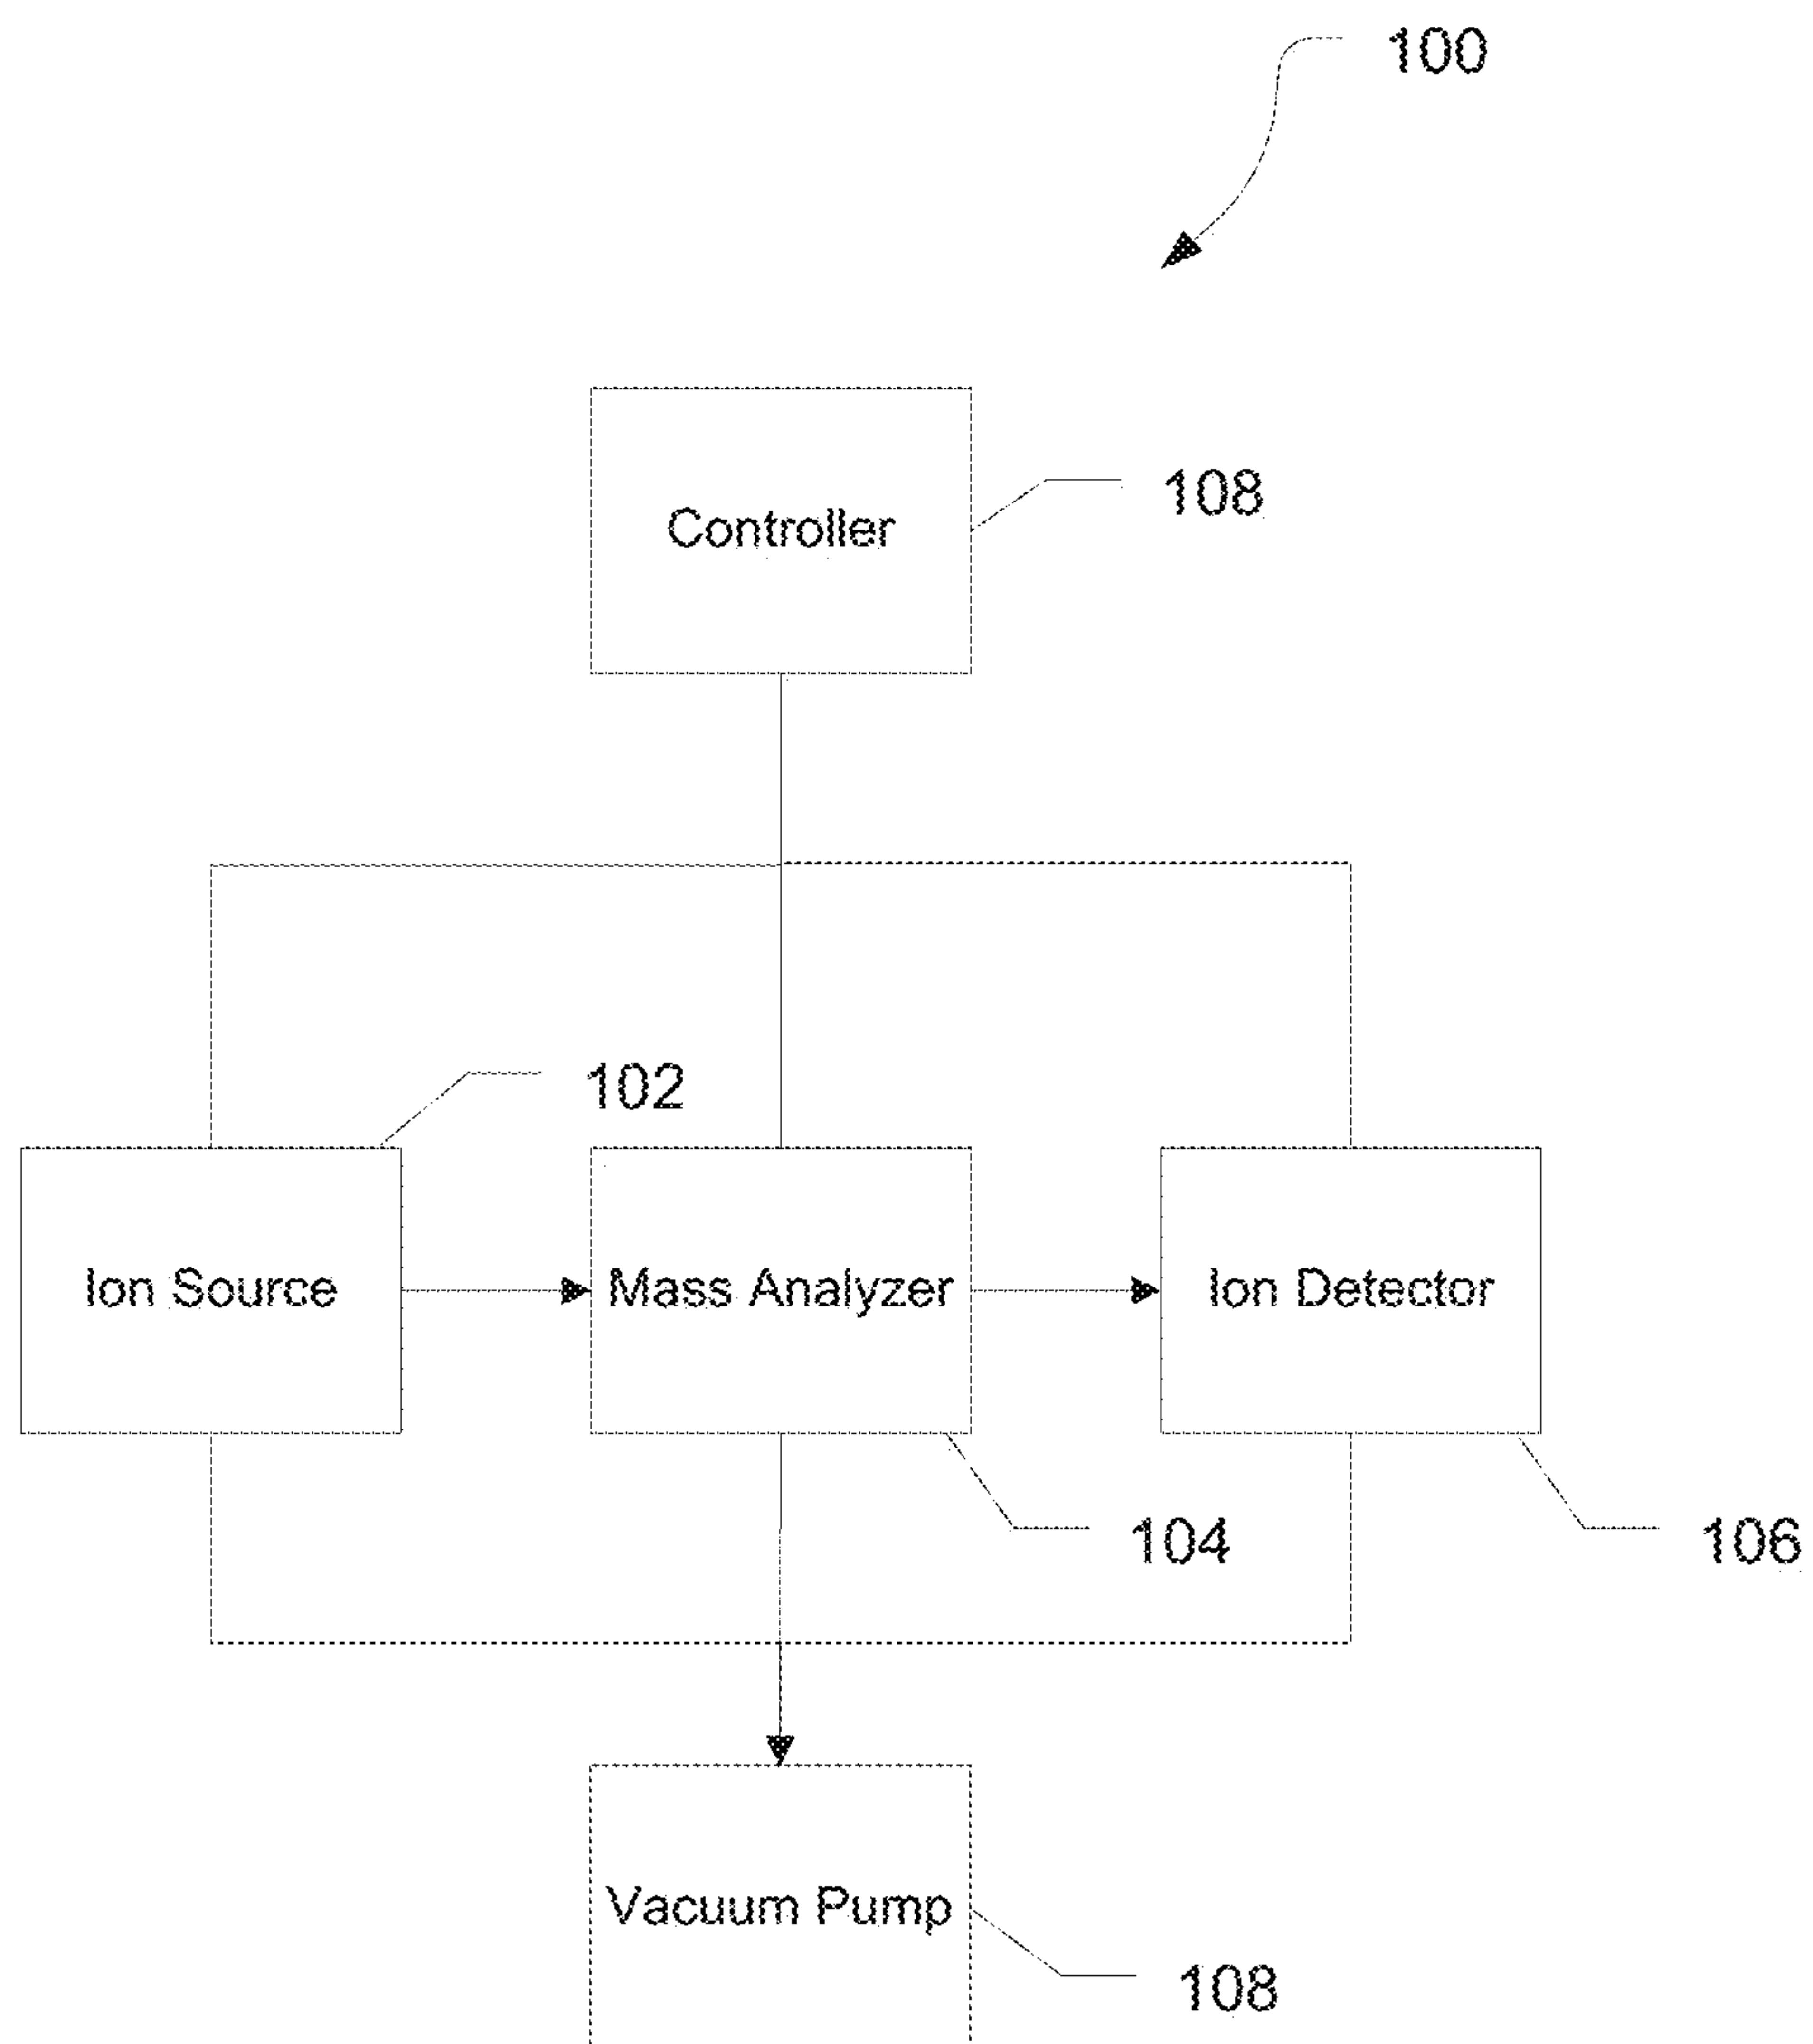 100
Controller
108
102
Ion Source
Mass Analyzer
Ion Detector
104
106
Vacuum Pump
108